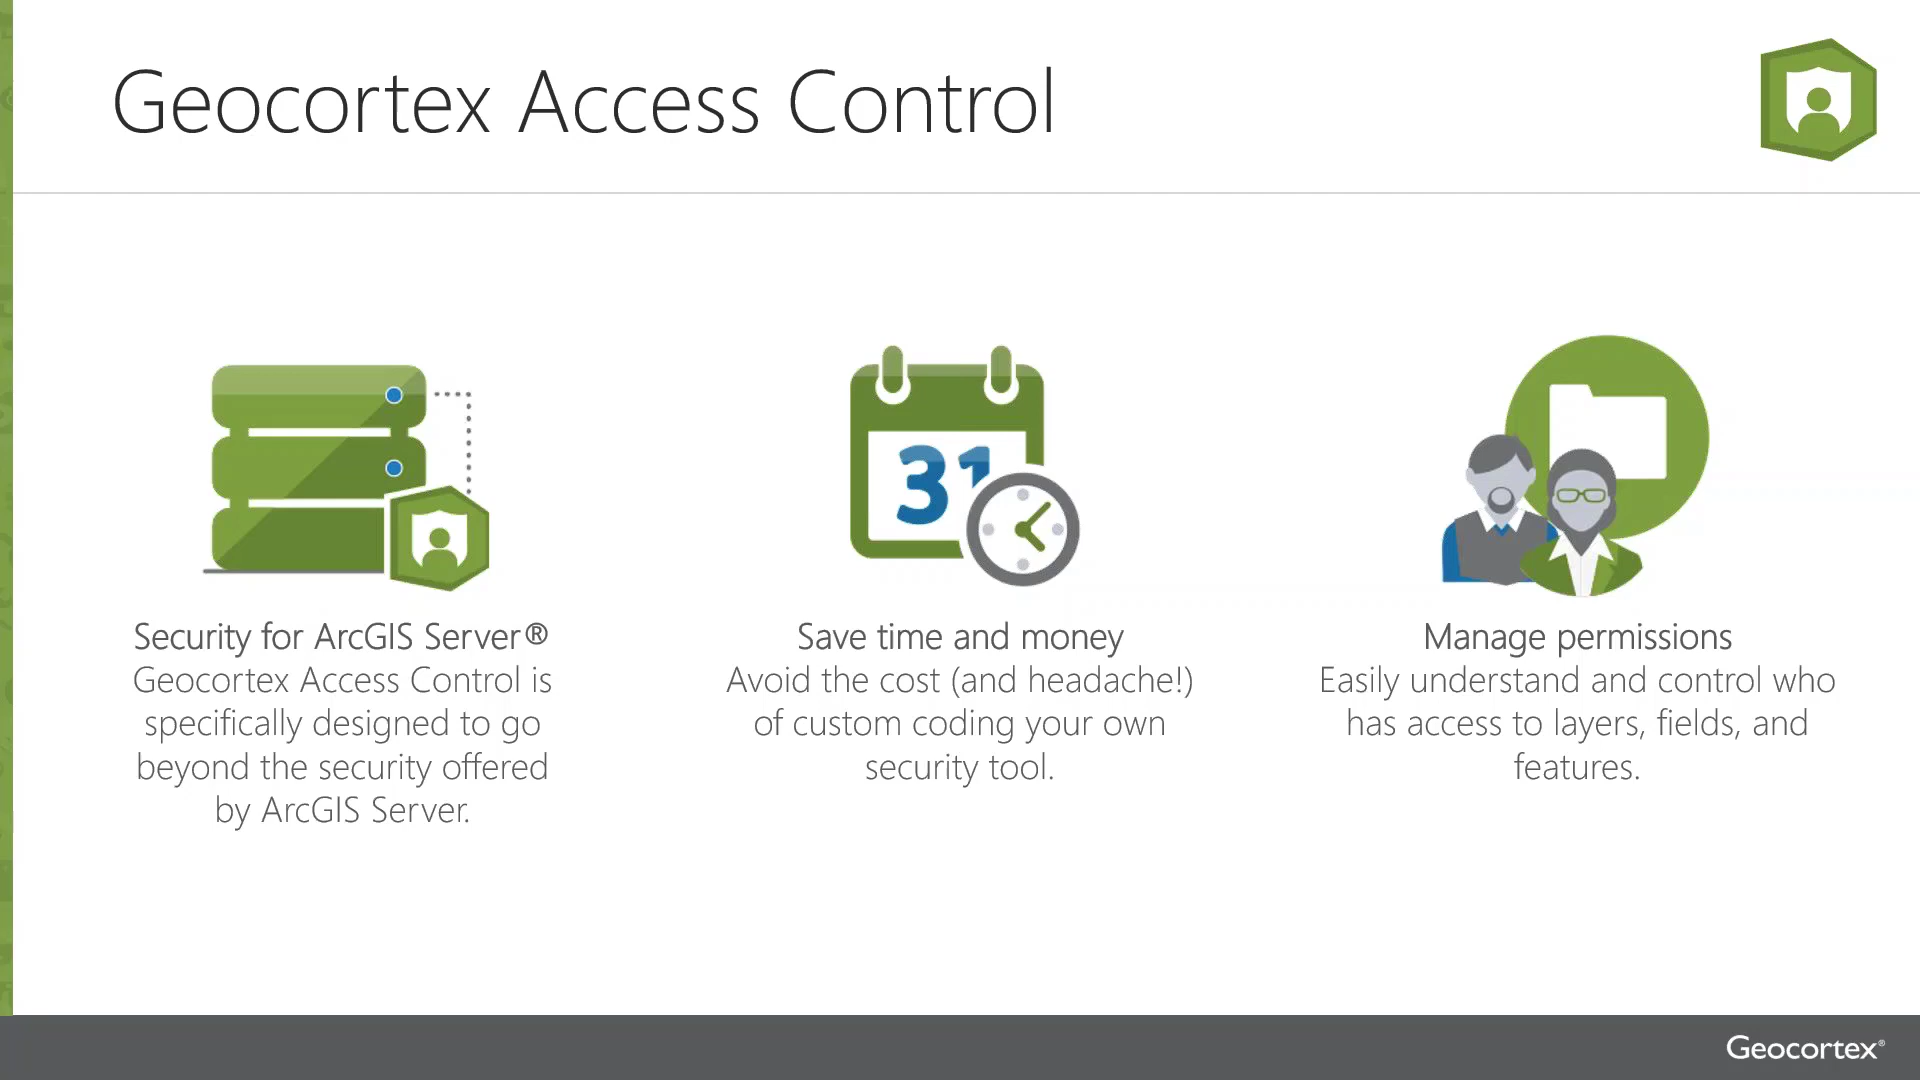 Geocortex Access Control
31
Security for ArcGIS Server®
Geocortex Access Control is
specifically designed to go
beyond the security offered
by ArcGIS Server.
Save time and money
Avoid the cost (and headache!)
of custom coding your own
security tool.
Manage permissions
Easily understand and control who
has access to layers, fields, and
features.
Geocortex®